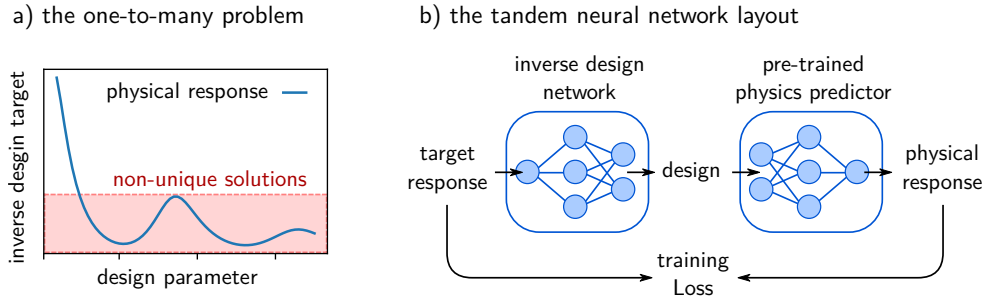 a) the one-to-many problem
inverse desgin target
physical response
non-unique solutions
design parameter
b) the tandem neural network layout
inverse design
network
pre-trained
physics predictor
target
response
design
physical
response
training
Loss